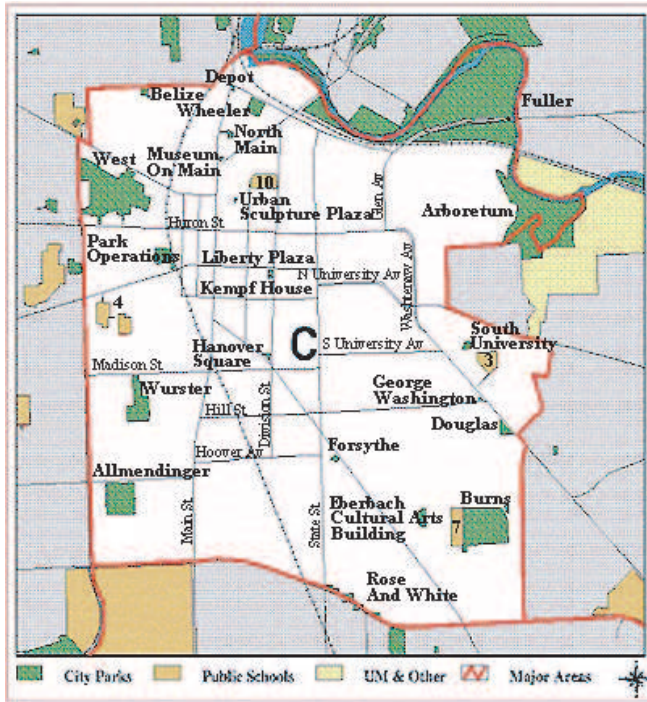 Depot
Belize
Wheeler
Fuller
North
Main
West
Museum
On Main
10
Urban
Sculpture Plaza
Glen Av
Arboretum
Huron St
Park
Operations
Liberty Plaza
N University Av
Washtenaw Av
Kempf House
4
C
South
University
S University Av
3
Hanover
Square
Madison St
Wurster
George
Washington
Hill St
Division St
Douglas
Hoover Av
Forsythe
Allmendinger
Main St
State St
Eberbach
Cultural Arts
Building
Burns
7
Rose
And White
City Parks
Public Schools
UM & Other
Major Areas